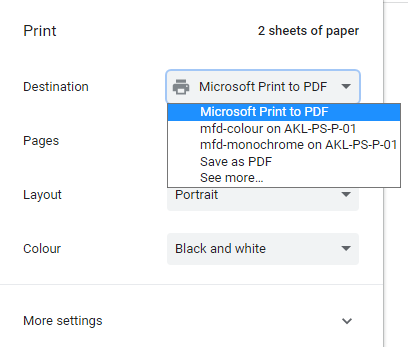 Print 2 sheets of paper
Destination Microsoft Print to PDF
Microsoft Print to PDF
mfd-colour on AKL-PS-P-01
mfd-monochrome on AKL-PS-P-01
Save as PDF
See more...
Pages
Layout Portrait
Colour Black and white
More settings